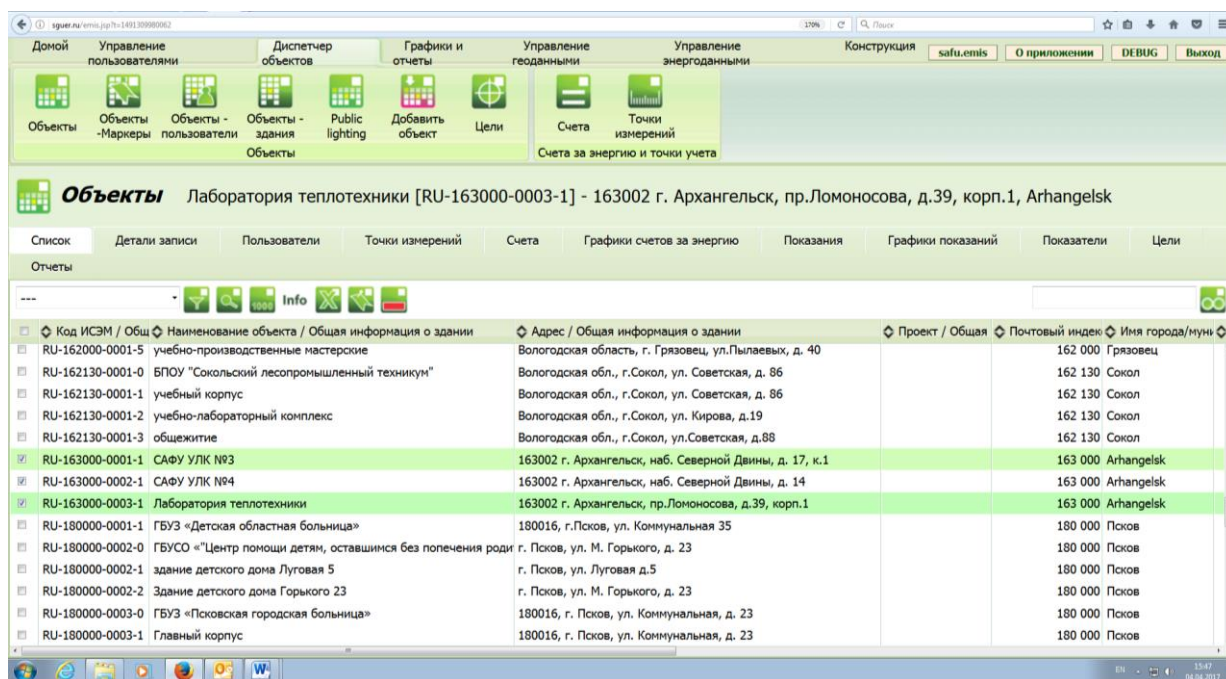 sguer.ru/emis.jsp?t=1491309980062 170% Поиск
Домой Управление пользователями Диспетчер объектов Графики и отчеты Управление геоданными Управление энергоданными Конструкция safu.emis О приложении DEBUG Выход
Объекты Объекты -Маркеры Объекты - пользователи Объекты - здания Public lighting Добавить объект Цели Счета Точки измерений
Объекты Счета за энергию и точки учета
Объекты Лаборатория теплотехники [RU-163000-0003-1] - 163002 г. Архангельск, пр.Ломоносова, д.39, корп.1, Arhangelsk
Список Детали записи Пользователи Точки измерений Счета Графики счетов за энергию Показания Графики показаний Показатели Цели
Отчеты
--- 1000 Info
Код ИСЭМ / Общ Наименование объекта / Общая информация о здании Адрес / Общая информация о здании Проект / Общая Почтовый индек Имя города/муни
RU-162000-0001-5 учебно-производственные мастерские Вологодская область, г. Грязовец, ул.Пылаевых, д. 40 162 000 Грязовец
RU-162130-0001-0 БПОУ "Сокольский лесопромышленный техникум" Вологодская обл., г.Сокол, ул. Советская, д. 86 162 130 Сокол
RU-162130-0001-1 учебный корпус Вологодская обл., г.Сокол, ул. Советская, д. 86 162 130 Сокол
RU-162130-0001-2 учебно-лабораторный комплекс Вологодская обл., г.Сокол, ул. Кирова, д.19 162 130 Сокол
RU-162130-0001-3 общежитие Вологодская обл., г.Сокол, ул.Советская, д.88 162 130 Сокол
RU-163000-0001-1 САФУ УЛК №3 163002 г. Архангельск, наб. Северной Двины, д. 17, к.1 163 000 Arhangelsk
RU-163000-0002-1 САФУ УЛК №4 163002 г. Архангельск, наб. Северной Двины, д. 14 163 000 Arhangelsk
RU-163000-0003-1 Лаборатория теплотехники 163002 г. Архангельск, пр.Ломоносова, д.39, корп.1 163 000 Arhangelsk
RU-180000-0001-1 ГБУЗ «Детская областная больница» 180016, г.Псков, ул. Коммунальная 35 180 000 Псков
RU-180000-0002-0 ГБУСО «"Центр помощи детям, оставшимся без попечения роди г. Псков, ул. М. Горького, д. 23 180 000 Псков
RU-180000-0002-1 здание детского дома Луговая 5 г. Псков, ул. Луговая д.5 180 000 Псков
RU-180000-0002-2 Здание детского дома Горького 23 г. Псков, ул. М. Горького, д. 23 180 000 Псков
RU-180000-0003-0 ГБУЗ «Псковская городская больница» 180016, г. Псков, ул. Коммунальная, д. 23 180 000 Псков
RU-180000-0003-1 Главный корпус 180016, г. Псков, ул. Коммунальная, д. 23 180 000 Псков
EN 15:47
04.04.2017